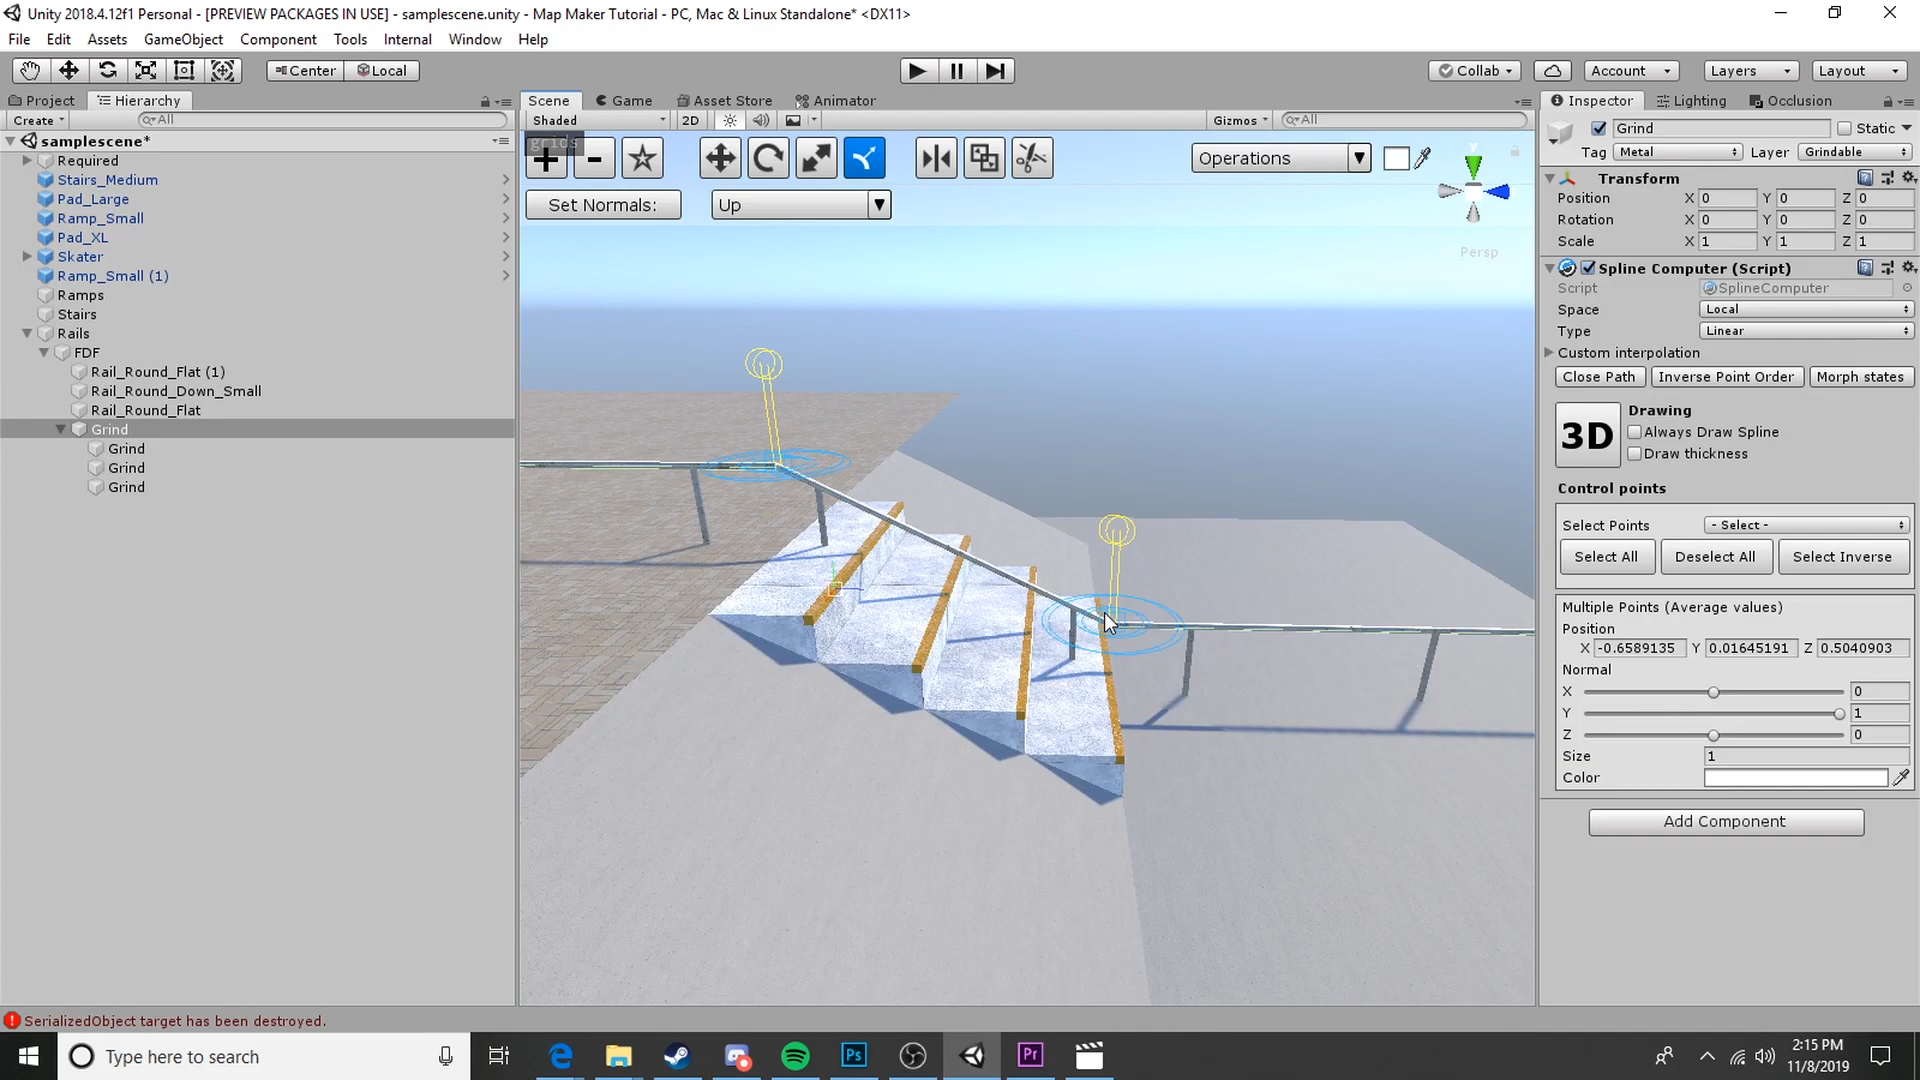 Unity 2018.4.12f1 Personal - [PREVIEW PACKAGES IN USE] - samplescene.unity - Map Maker Tutorial - PC, Mac & Linux Standalone* <DX11>
File Edit Assets GameObject Component Tools Internal Window Help
Center Local Collab Account Layers Layout
Project Hierarchy Scene Game Asset Store Animator Inspector Lighting Occlusion
Create All Shaded 2D Gizmos All
Grind Static
Tag Metal Layer Grindable
samplescene*
Required
Stairs_Medium
Pad_Large
Ramp_Small
Pad_XL
Skater
Ramp_Small (1)
Ramps
Stairs
Rails
FDF
Rail_Round_Flat (1)
Rail_Round_Down_Small
Rail_Round_Flat
Grind
Grind
Grind
Grind
grids
Operations
Set Normals: Up
y
Persp
Transform
Position X 0 Y 0 Z 0
Rotation X 0 Y 0 Z 0
Scale X 1 Y 1 Z 1
Spline Computer (Script)
Script SplineComputer
Space Local
Type Linear
Custom interpolation
Close Path Inverse Point Order Morph states
3D
Drawing
Always Draw Spline
Draw thickness
Control points
Select Points - Select -
Select All Deselect All Select Inverse
Multiple Points (Average values)
Position
X -0.6589135 Y 0.01645191 Z 0.5040903
Normal
X 0
Y 1
Z 0
Size 1
Color
Add Component
SerializedObject target has been destroyed.
Type here to search
Ps
Pr
2:15 PM
11/8/2019